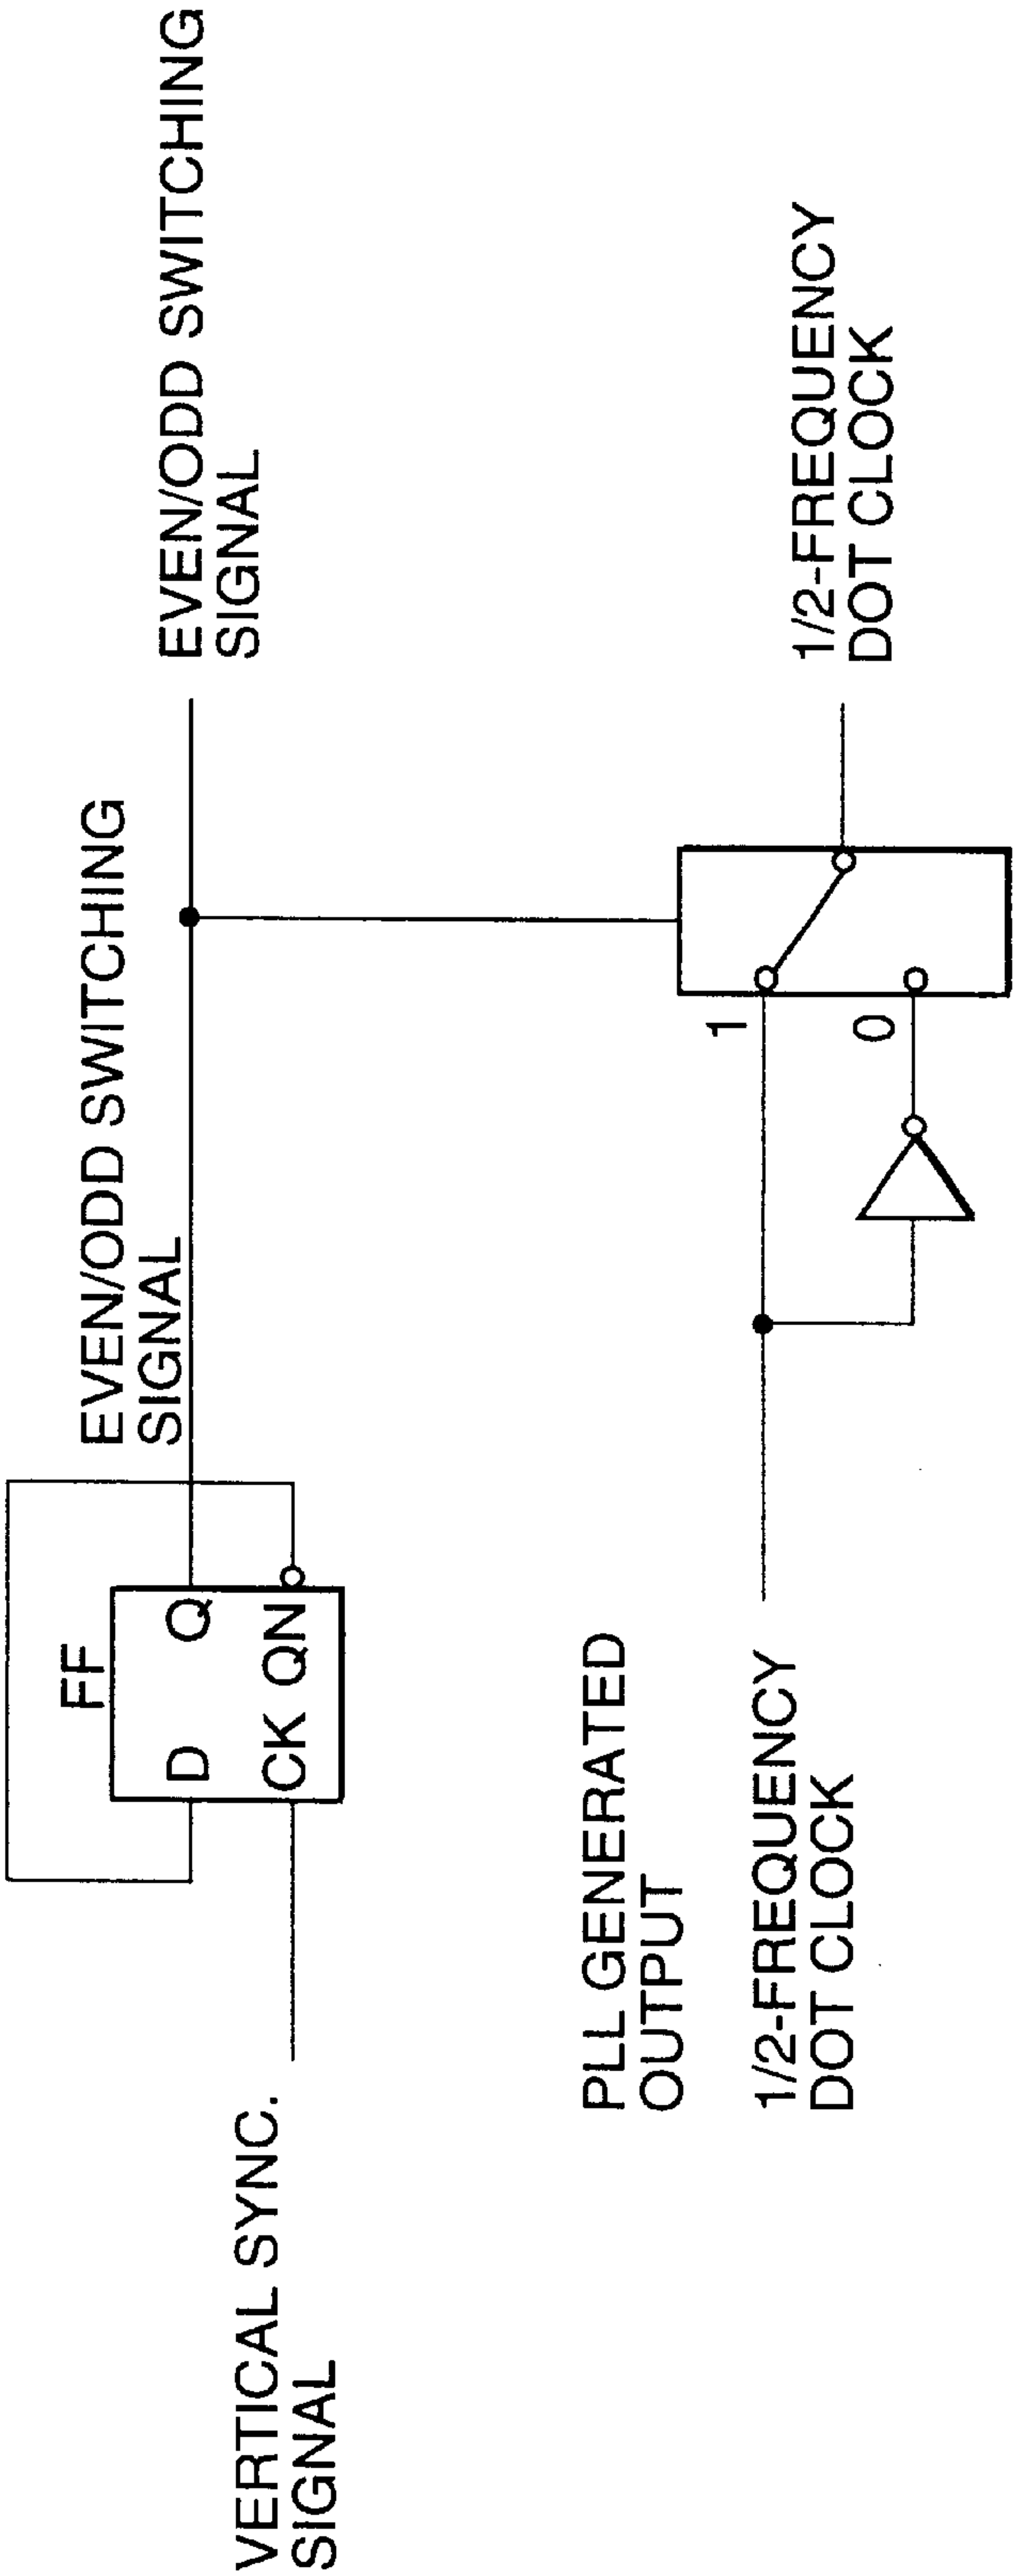 FF
D Q
CK QN
VERTICAL SYNC.
SIGNAL
EVEN/ODD SWITCHING
SIGNAL
EVEN/ODD SWITCHING
SIGNAL
PLL GENERATED
OUTPUT
1/2-FREQUENCY
DOT CLOCK
1
0
1/2-FREQUENCY
DOT CLOCK